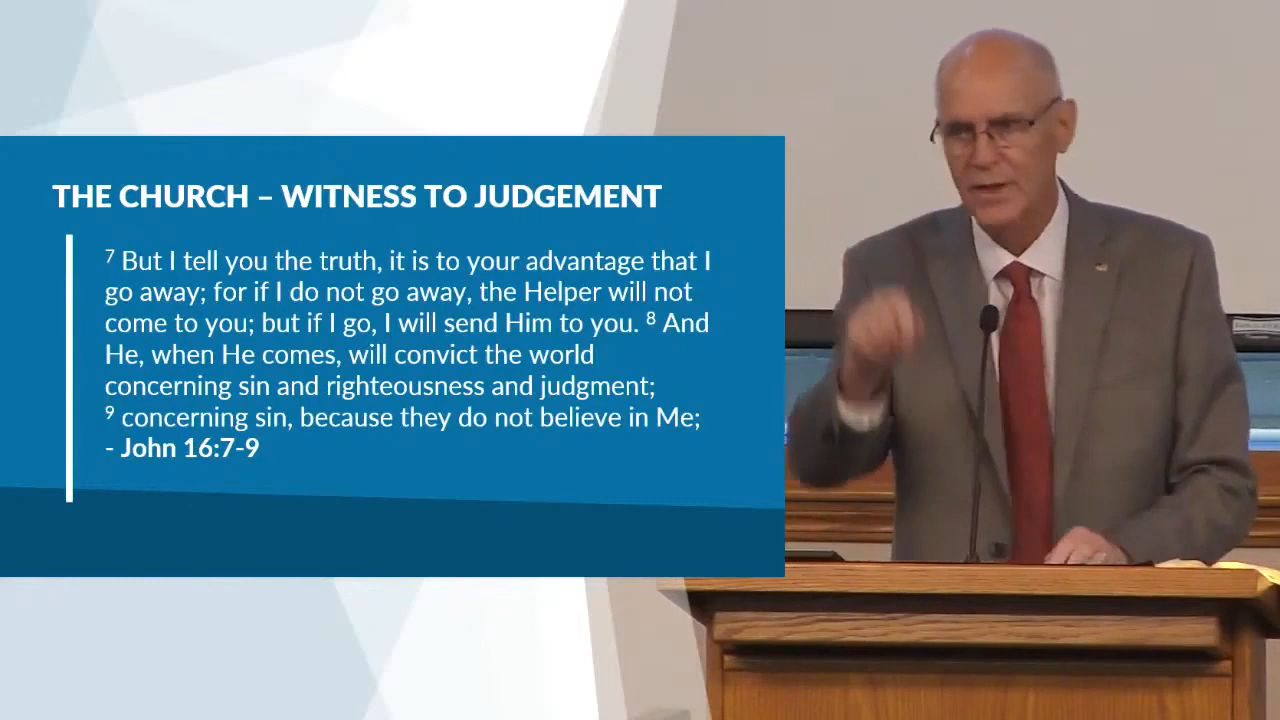 THE CHURCH – WITNESS TO JUDGEMENT
⁷ But I tell you the truth, it is to your advantage that I
go away; for if I do not go away, the Helper will not
come to you; but if I go, I will send Him to you. ⁸ And
He, when He comes, will convict the world
concerning sin and righteousness and judgment;
⁹ concerning sin, because they do not believe in Me;
- John 16:7-9